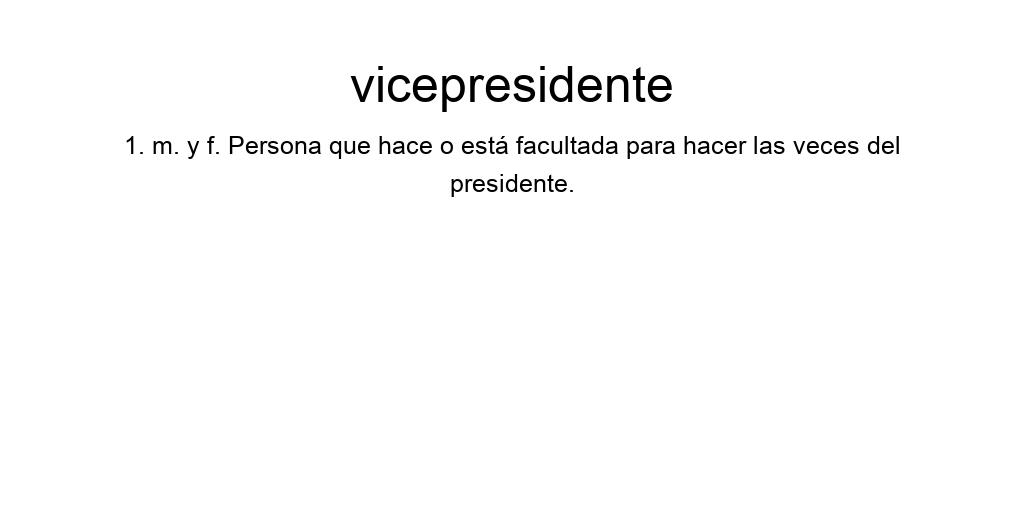 vicepresidente
1. m. y f. Persona que hace o está facultada para hacer las veces del
presidente.